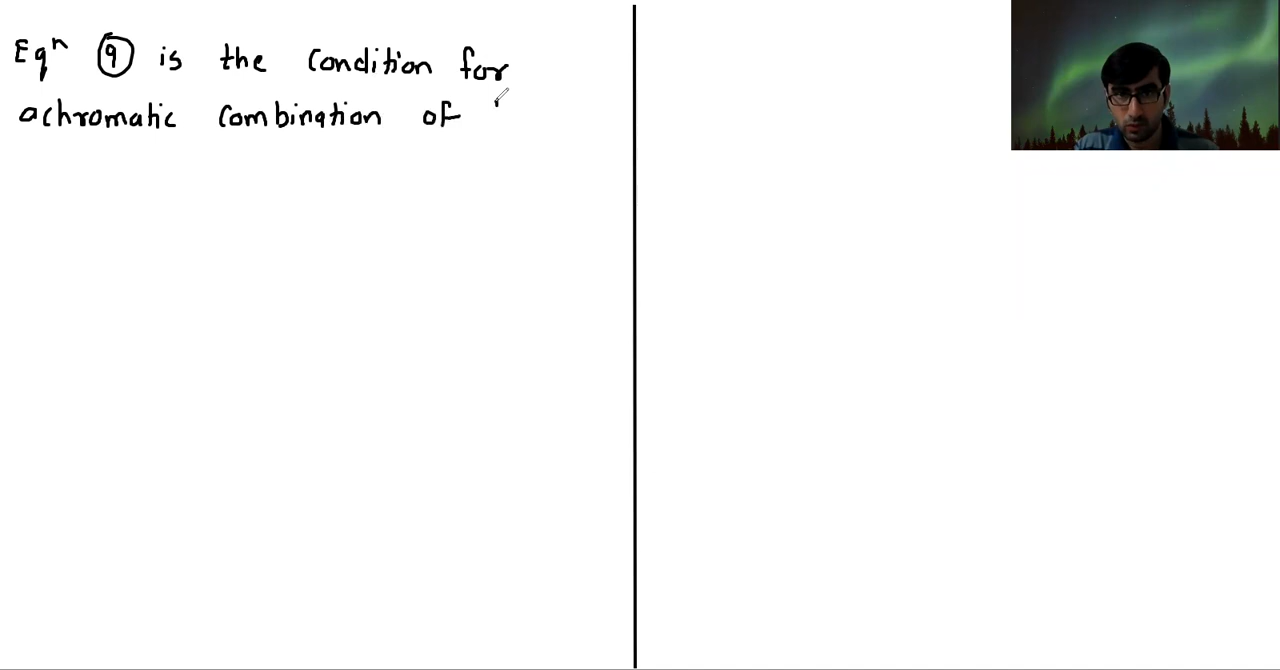 Eqⁿ ⑨ is the condition for
achromatic combination of